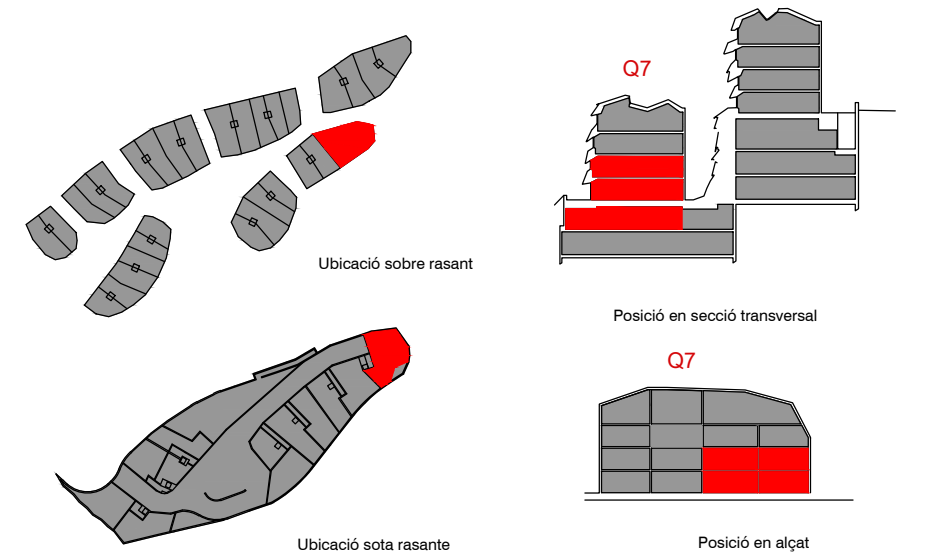 Q7
Ubicació sobre rasant
Posició en secció transversal
Q7
Ubicació sota rasante
Posició en alçat